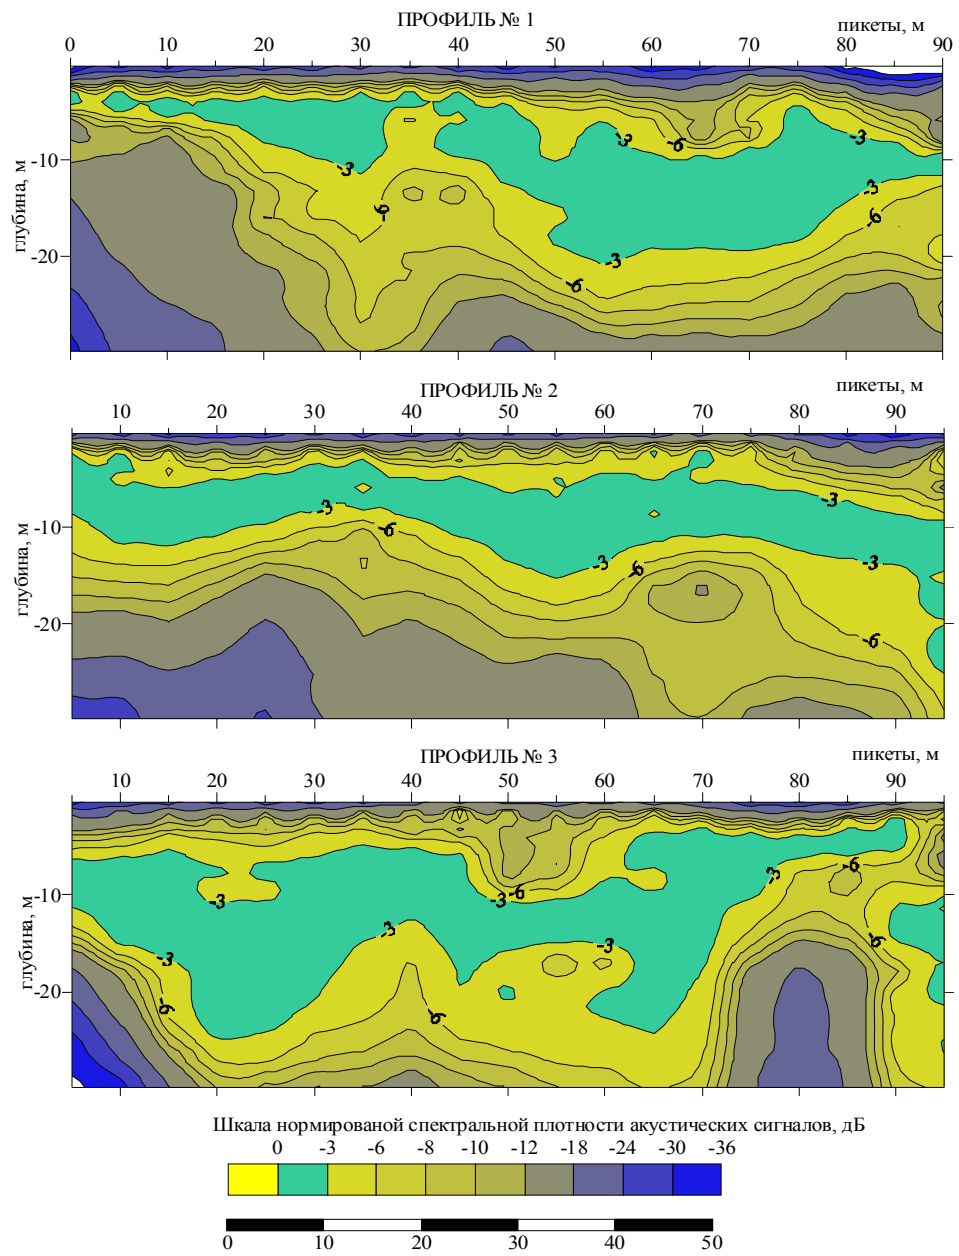 ПРОФИЛЬ № 1
пикеты, м
0 10 20 30 40 50 60 70 80 90
глубина, м
-10
-20
-3
-6
-3
-6
-3
-3
-6
-3
-6
ПРОФИЛЬ № 2
пикеты, м
10 20 30 40 50 60 70 80 90
глубина, м
-10
-20
-3
-6
-3
-6
-3
-3
-6
ПРОФИЛЬ № 3
пикеты, м
10 20 30 40 50 60 70 80 90
глубина, м
-10
-20
-3
-3
-6
-3
-3
-6
-3
-6
-3
-6
-6
Шкала нормированой спектральной плотности акустических сигналов, дБ
0 -3 -6 -8 -10 -12 -18 -24 -30 -36
0 10 20 30 40 50